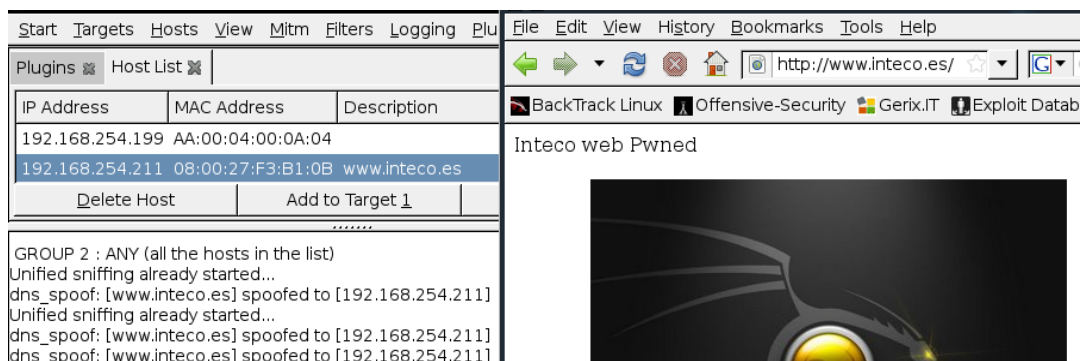 Start Targets Hosts View Mitm Filters Logging Plu
Plugins Host List
IP Address MAC Address Description
192.168.254.199 AA:00:04:00:0A:04
192.168.254.211 08:00:27:F3:B1:0B www.inteco.es
Delete Host Add to Target 1
GROUP 2 : ANY (all the hosts in the list)
Unified sniffing already started...
dns_spoof: [www.inteco.es] spoofed to [192.168.254.211]
Unified sniffing already started...
dns_spoof: [www.inteco.es] spoofed to [192.168.254.211]
dns_spoof: [www.inteco.es] spoofed to [192.168.254.211]
File Edit View History Bookmarks Tools Help
http://www.inteco.es/ G
BackTrack Linux Offensive-Security Gerix.IT Exploit Datab
Inteco web Pwned